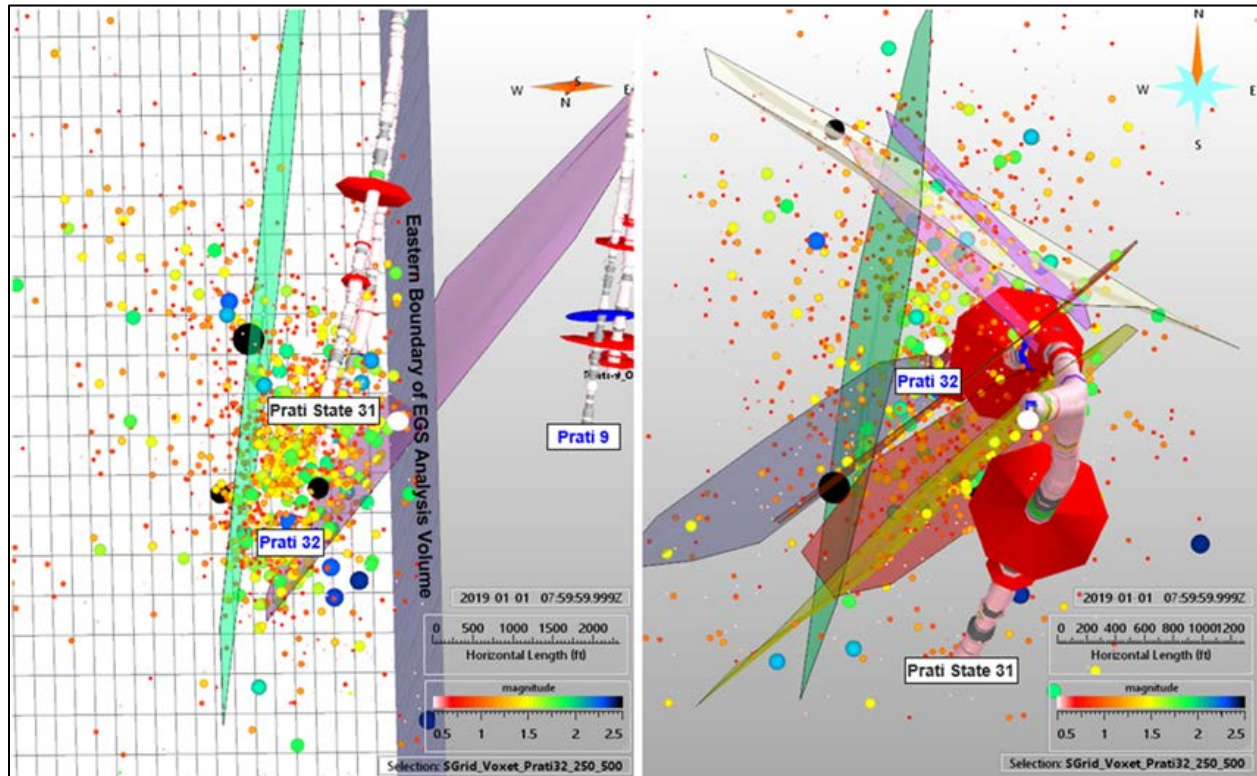 S
W
E
N
Eastern Boundary of EGS Analysis Volume
Prati State 31
Prati 9
Prati 32
2019 01 01 07:59:59.999Z
0 500 1000 1500 2000
Horizontal Length (ft)
magnitude
0.5 1 1.5 2 2.5
Selection: SGrid_Voxet_Prati32_250_500
N
W
E
S
Prati 32
Prati State 31
2019 01 01 07:59:59.999Z
0 200 400 600 800 1000 1200
Horizontal Length (ft)
magnitude
0.5 1 1.5 2 2.5
Selection: SGrid_Voxet_Prati32_250_500